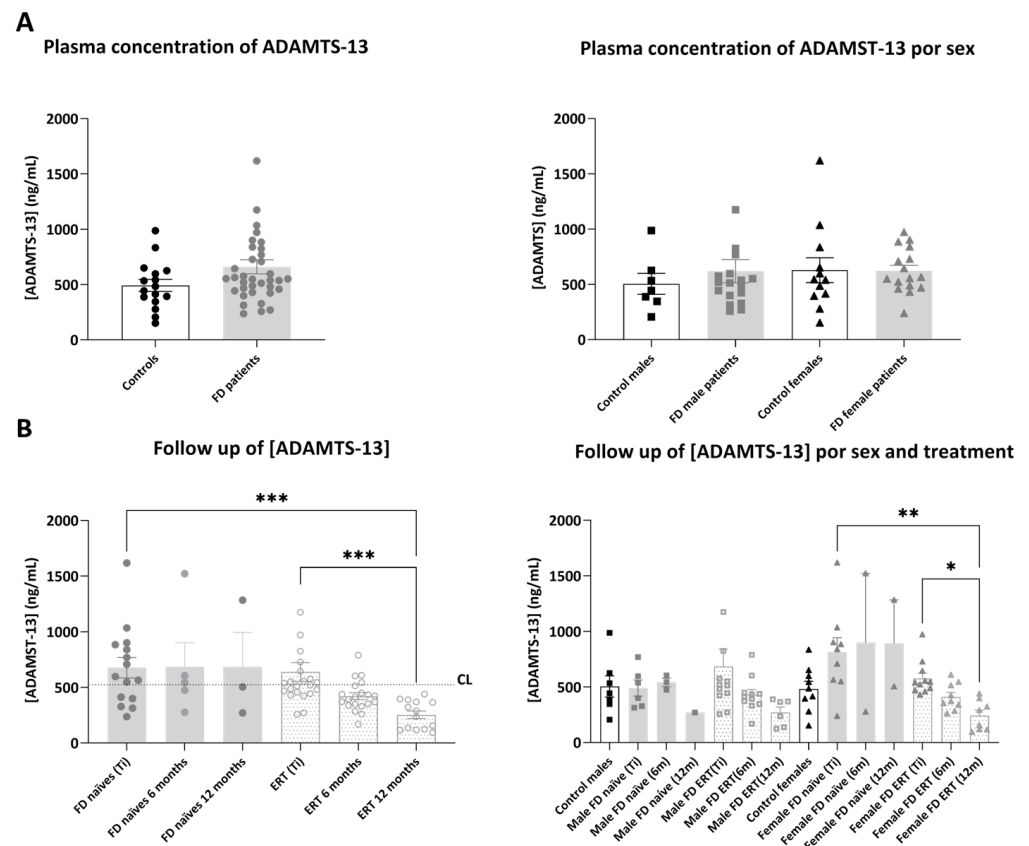 A
Plasma concentration of ADAMTS-13
Plasma concentration of ADAMST-13 por sex
[ADAMTS-13] (ng/mL)
2000
1500
1000
500
0
Controls
FD patients
[ADAMTS] (ng/mL)
2000
1500
1000
500
0
Control males
FD male patients
Control females
FD female patients
B
Follow up of [ADAMTS-13]
Follow up of [ADAMTS-13] por sex and treatment
[ADAMST-13] (ng/mL)
2000
1500
1000
500
0
***
***
CL
FD naïves (Ti)
FD naïves 6 months
FD naïves 12 months
ERT (Ti)
ERT 6 months
ERT 12 months
[ADAMTS-13] (ng/mL)
2000
1500
1000
500
0
**
*
Control males
Male FD naïve (Ti)
Male FD naïve (6m)
Male FD naïve (12m)
Male FD ERT(Ti)
Male FD ERT(6m)
Male FD ERT(12m)
Control females
Female FD naïve (Ti)
Female FD naïve (6m)
Female FD naïve (12m)
Female FD ERT (Ti)
Female FD ERT (6m)
Female FD ERT (12m)